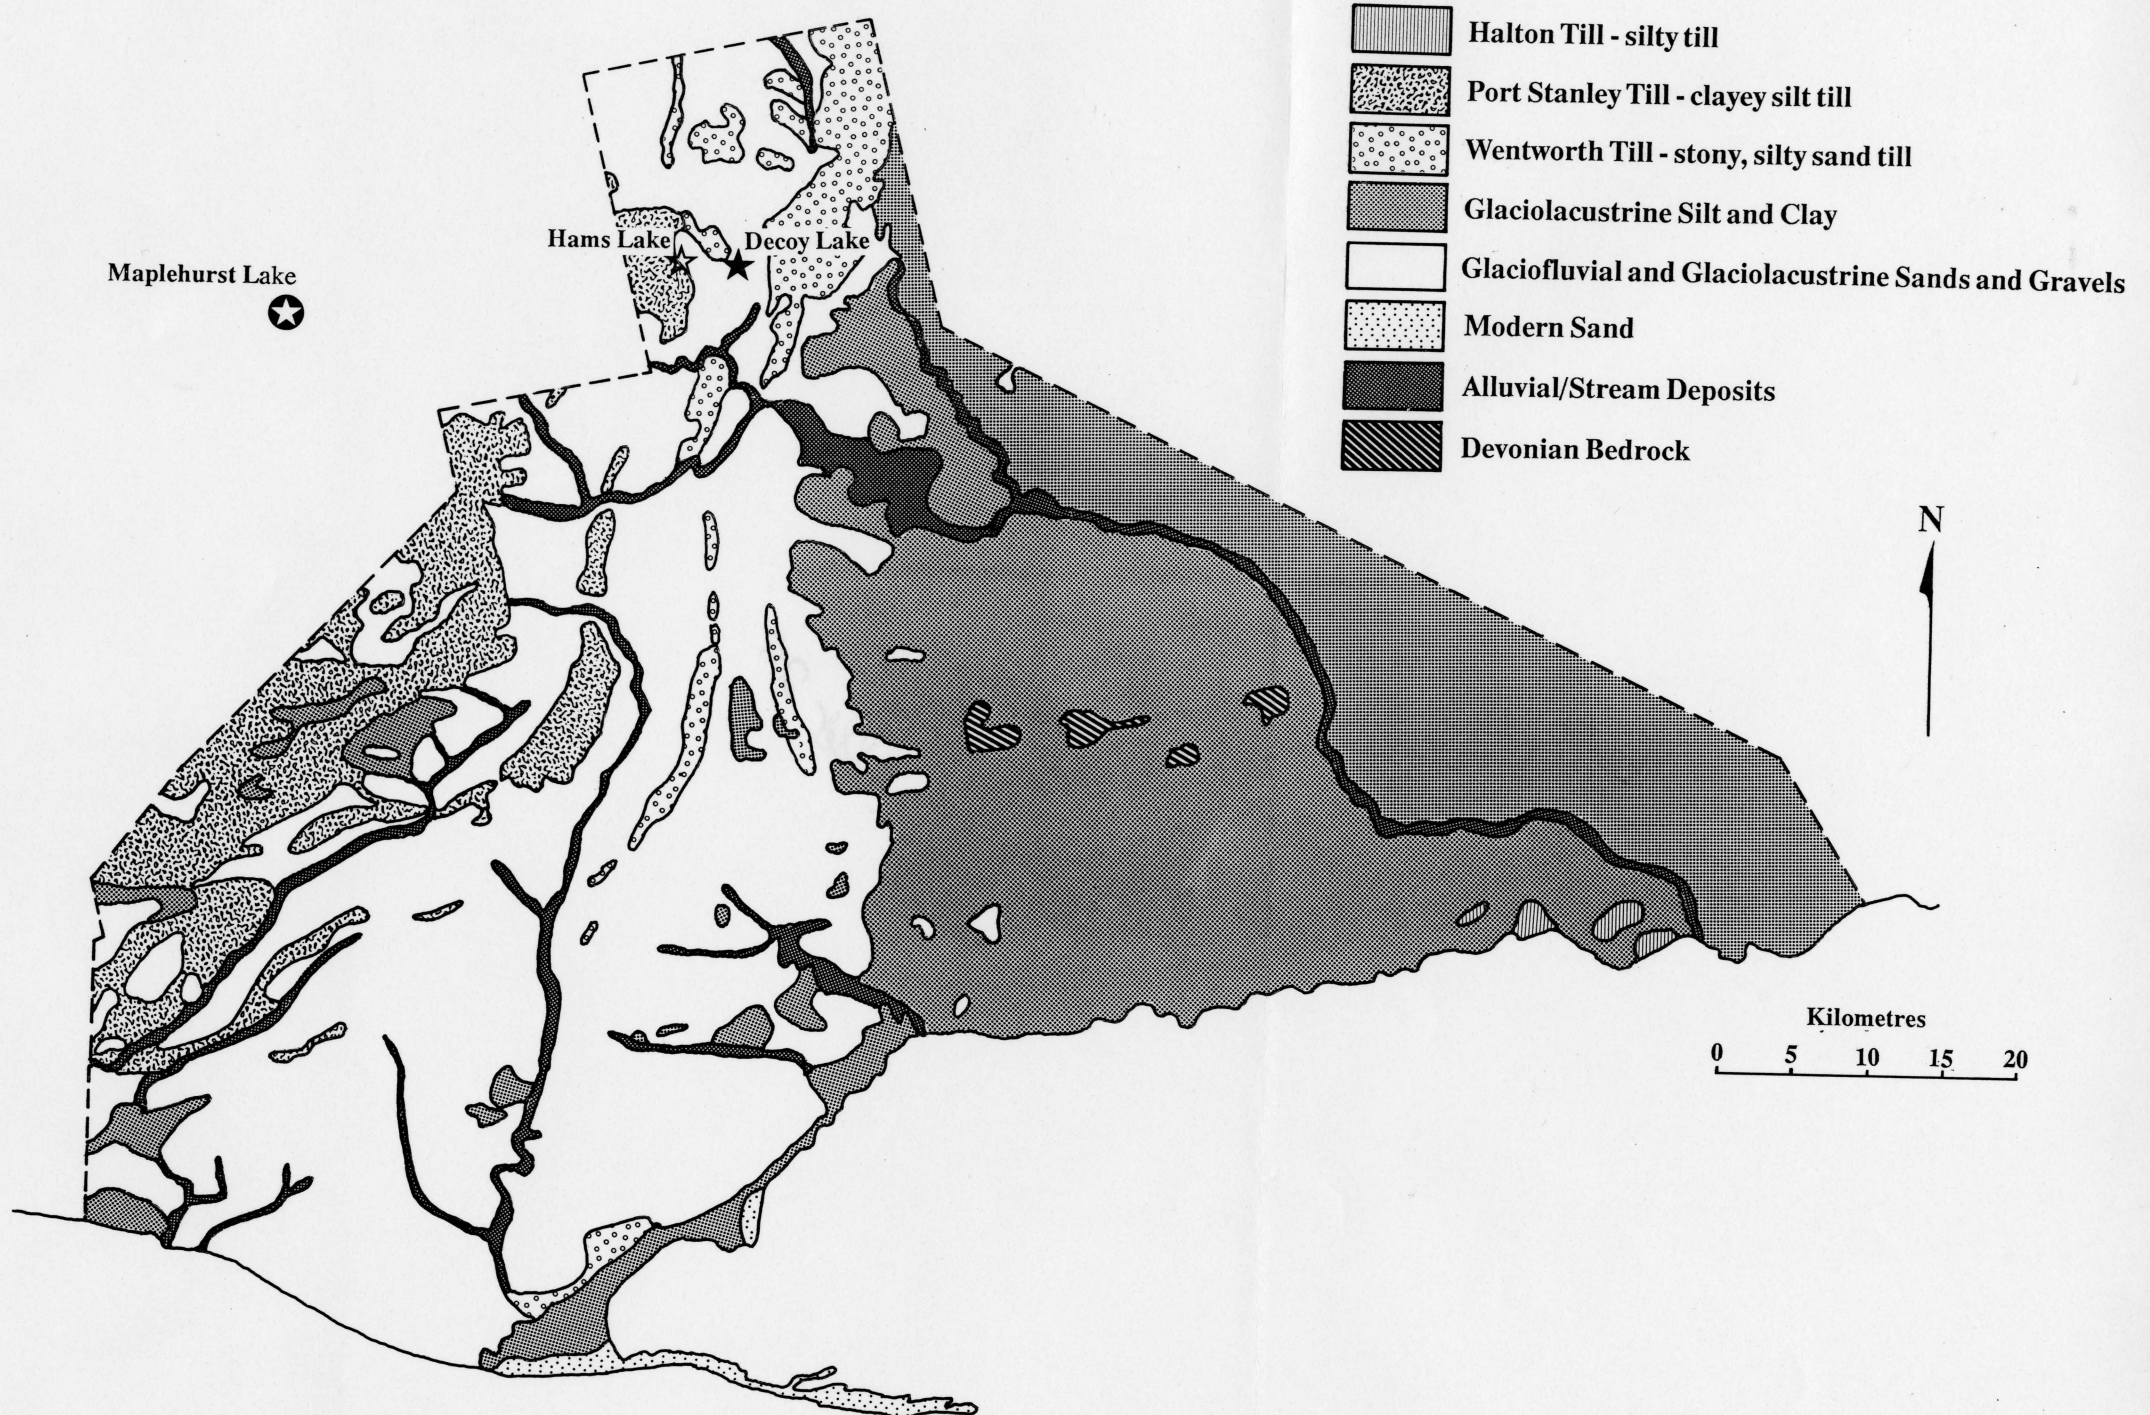 Halton Till - silty till
Port Stanley Till - clayey silt till
Wentworth Till - stony, silty sand till
Glaciolacustrine Silt and Clay
Glaciofluvial and Glaciolacustrine Sands and Gravels
Modern Sand
Alluvial/Stream Deposits
Devonian Bedrock
Hams Lake
Decoy Lake
Maplehurst Lake
N
Kilometres
0 5 10 15 20